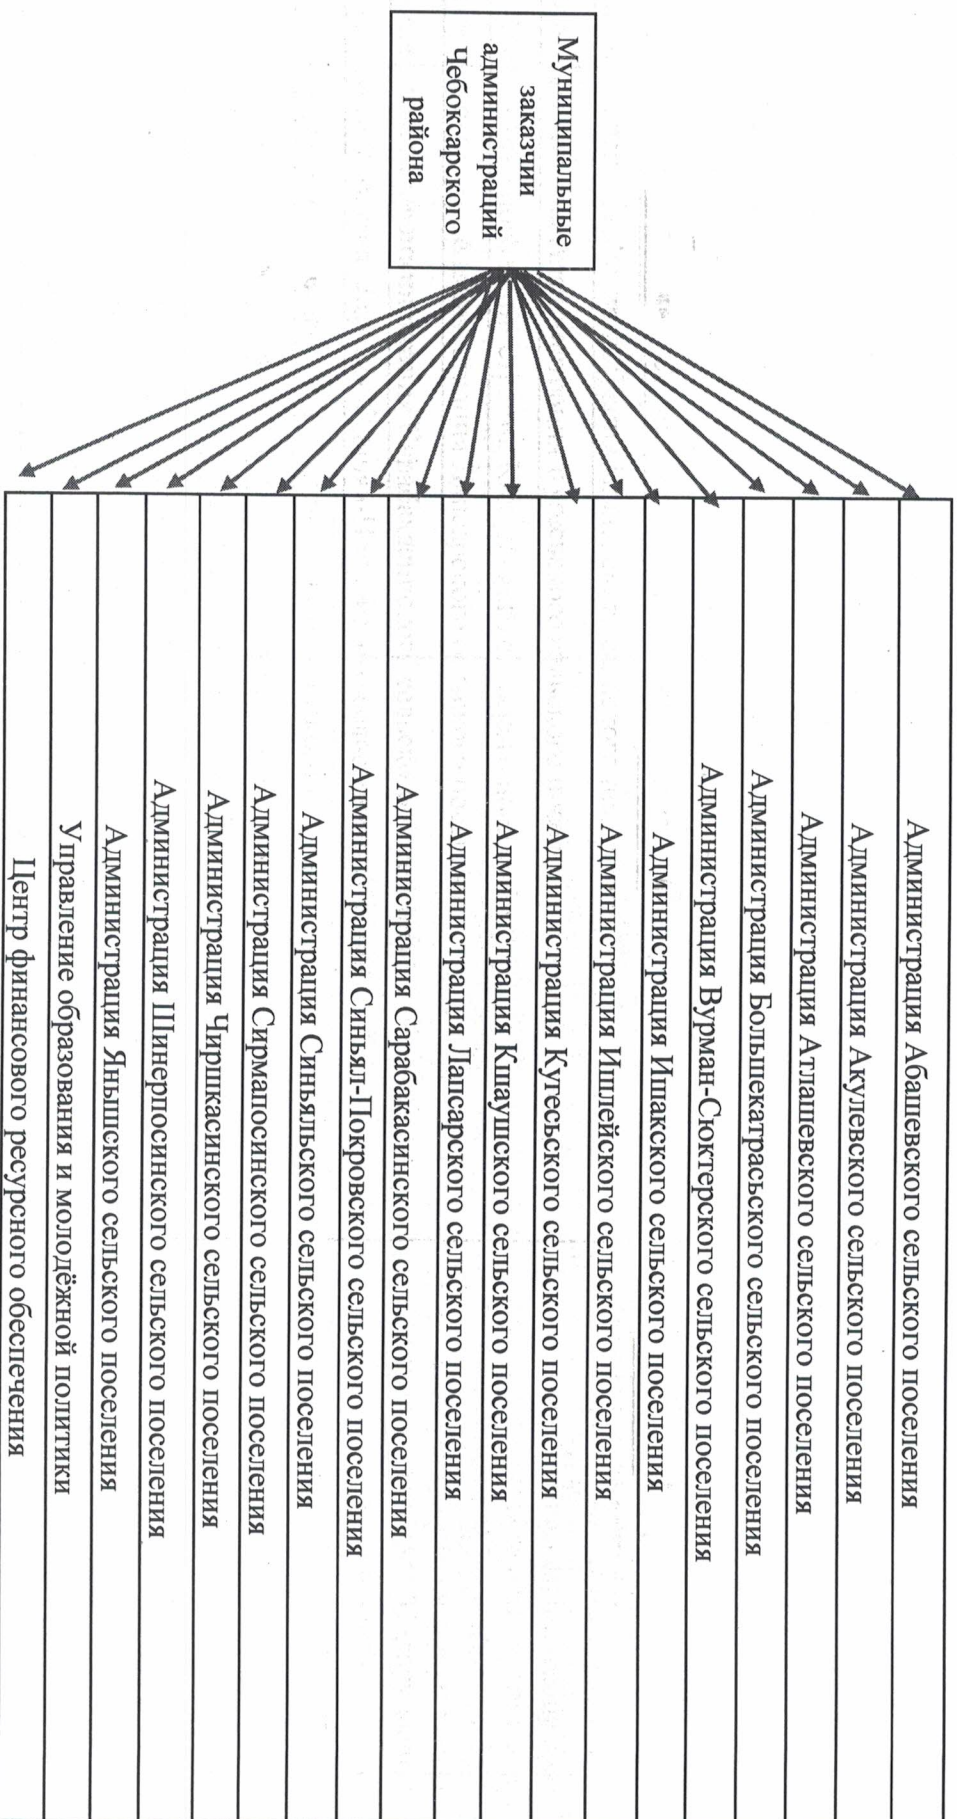 Муниципальные
заказчии
администраций
Чебоксарского
района
Администрация Абашевского сельского поселения
Администрация Акулевского сельского поселения
Администрация Атлашевского сельского поселения
Администрация Большекатрасьского сельского поселения
Администрация Вурман-Сюктерского сельского поселения
Администрация Ишакского сельского поселения
Администрация Ишлейского сельского поселения
Администрация Кугесьского сельского поселения
Администрация Кшаушского сельского поселения
Администрация Лапсарского сельского поселения
Администрация Сарабакасинского сельского поселения
Администрация Синьял-Покровского сельского поселения
Администрация Синьяльского сельского поселения
Администрация Сирмапосинского сельского поселения
Администрация Чиршкасинского сельского поселения
Администрация Шинерпосинского сельского поселения
Администрация Янышского сельского поселения
Управление образования и молодёжной политики
Центр финансового ресурсного обеспечения